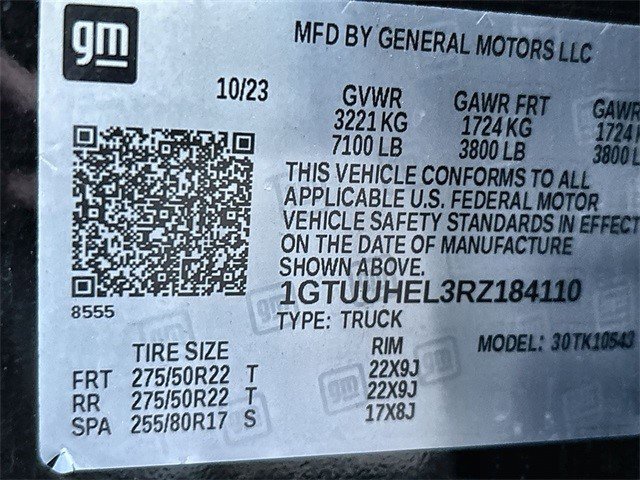 gm
MFD BY GENERAL MOTORS LLC
10/23 GVWR GAWR FRT GAWR
3221 KG 1724 KG 1724
7100 LB 3800 LB 3800 L
THIS VEHICLE CONFORMS TO ALL
APPLICABLE U.S. FEDERAL MOTOR
VEHICLE SAFETY STANDARDS IN EFFECT
ON THE DATE OF MANUFACTURE
SHOWN ABOVE.
1GTUUHEL3RZ184110
8555
TYPE: TRUCK
TIRE SIZE RIM MODEL: 30TK10543
FRT 275/50R22 T 22X9J
RR 275/50R22 T 22X9J
SPA 255/80R17 S 17X8J